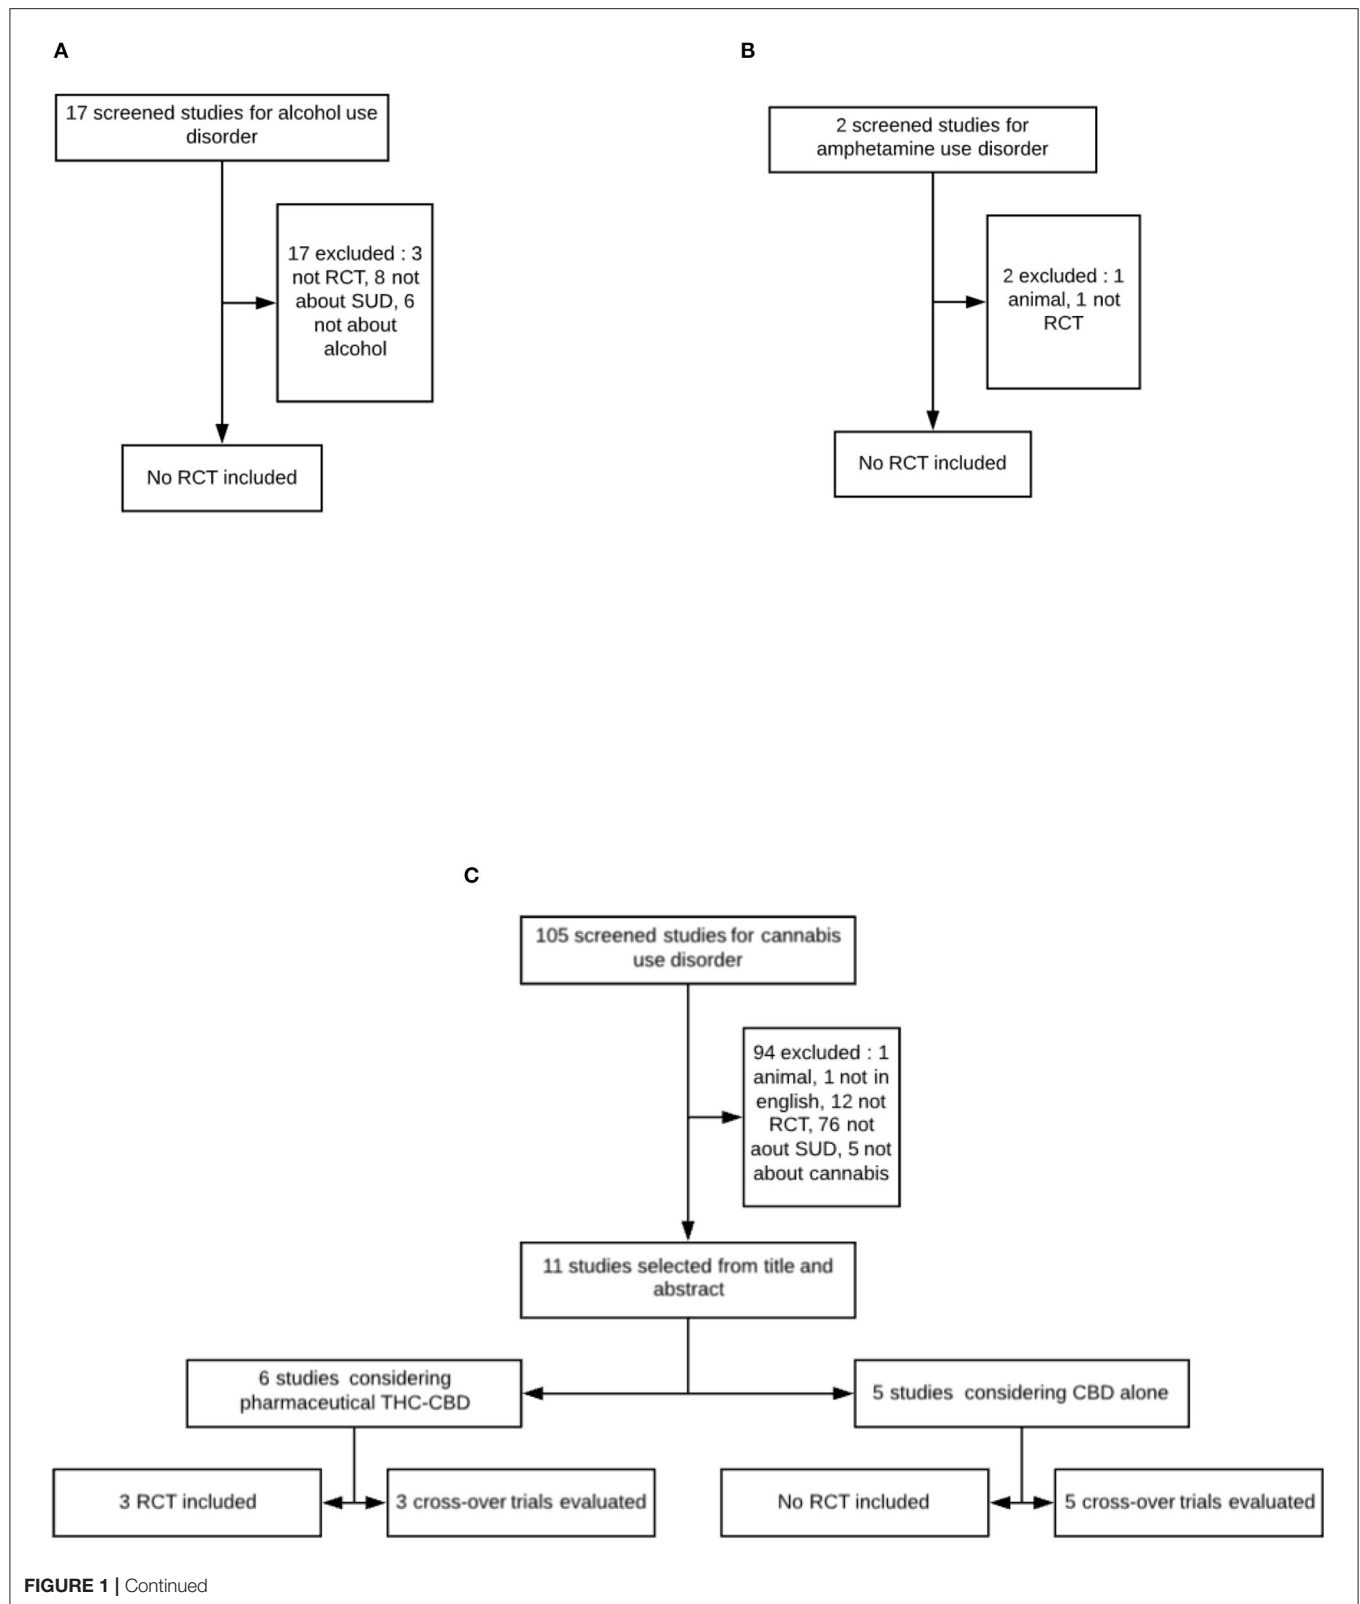 A
17 screened studies for alcohol use
disorder
17 excluded : 3
not RCT, 8 not
about SUD, 6
not about
alcohol
No RCT included
B
2 screened studies for
amphetamine use disorder
2 excluded : 1
animal, 1 not
RCT
No RCT included
C
105 screened studies for cannabis
use disorder
94 excluded : 1
animal, 1 not in
english, 12 not
RCT, 76 not
aout SUD, 5 not
about cannabis
11 studies selected from title and
abstract
6 studies considering
pharmaceutical THC-CBD
5 studies considering CBD alone
3 RCT included
3 cross-over trials evaluated
No RCT included
5 cross-over trials evaluated
FIGURE 1 | Continued